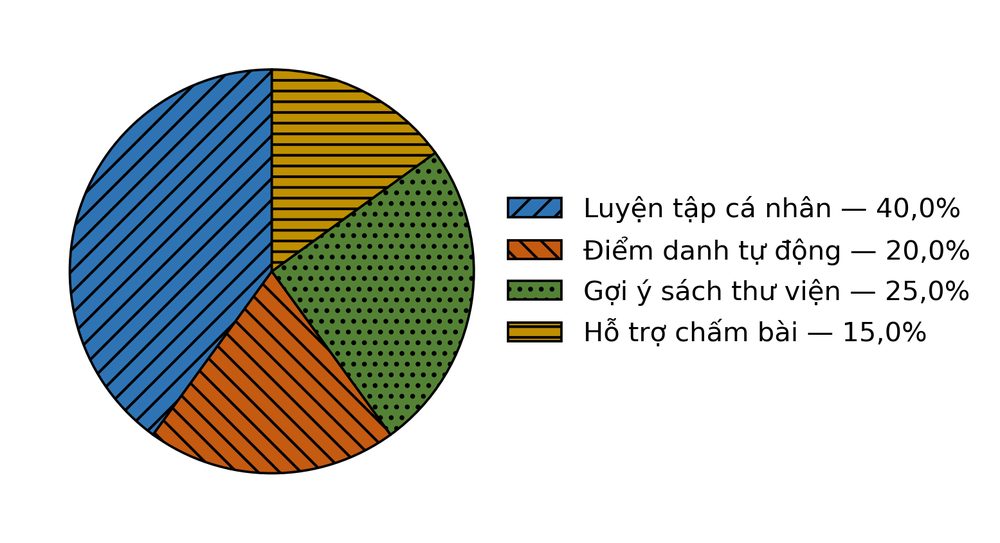 Luyện tập cá nhân — 40,0%
Điểm danh tự động — 20,0%
Gợi ý sách thư viện — 25,0%
Hỗ trợ chấm bài — 15,0%